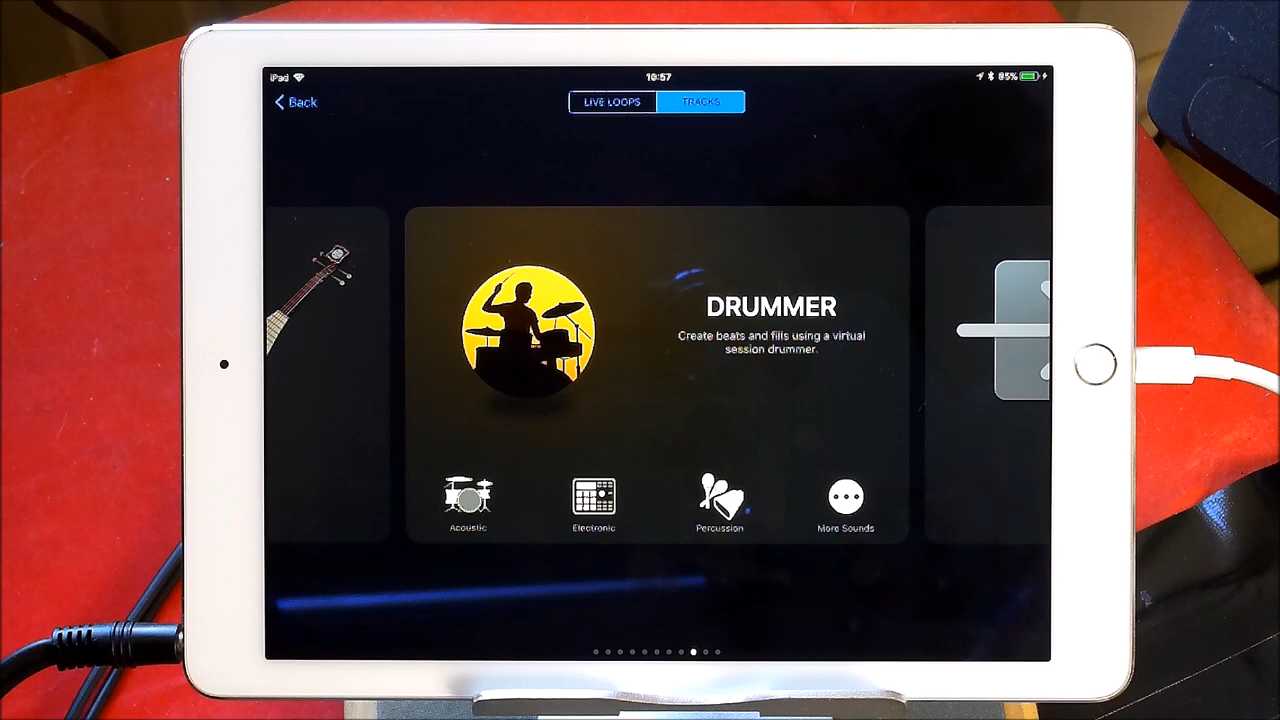 iPad 10:57 85%
Back LIVE LOOPS TRACKS
DRUMMER
Create beats and fills using a virtual
session drummer.
Acoustic Electronic Percussion More Sounds